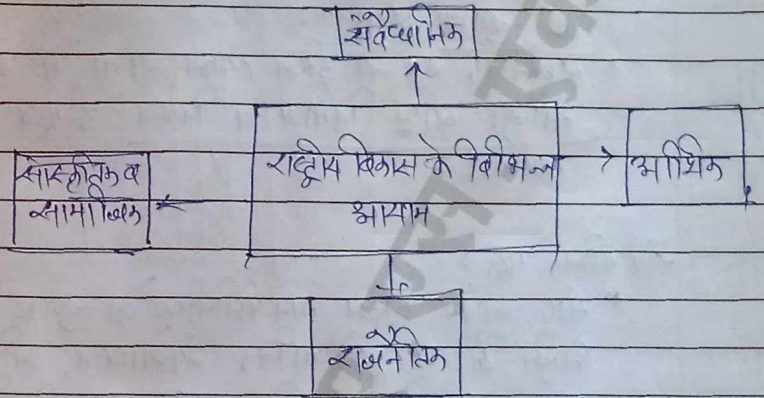 संवैधानिक
राष्ट्रीय विकास के विभिन्न
आयाम
आर्थिक
सांस्कृतिक व
सामाजिक
राजनैतिक